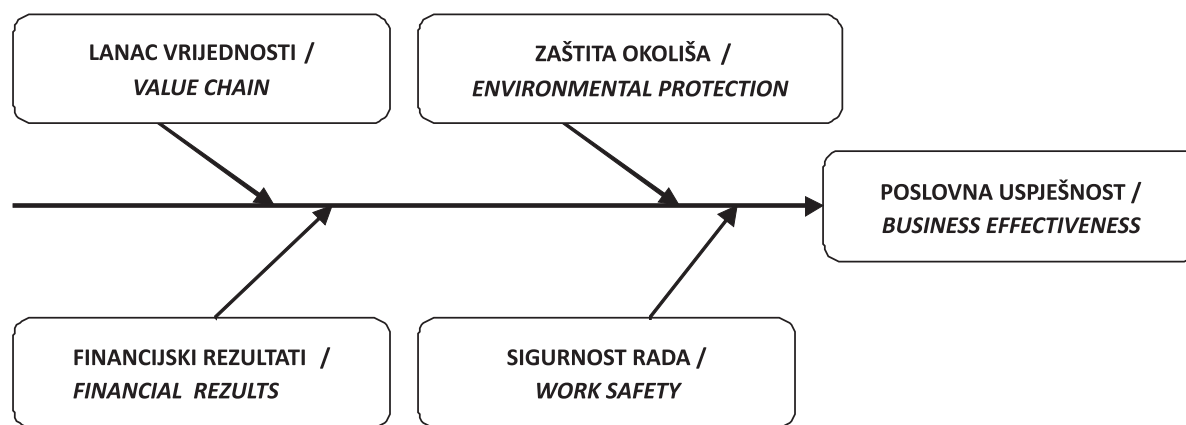 LANAC VRIJEDNOSTI /
VALUE CHAIN
ZAŠTITA OKOLIŠA /
ENVIRONMENTAL PROTECTION
POSLOVNA USPJEŠNOST /
BUSINESS EFFECTIVENESS
FINANCIJSKI REZULTATI /
FINANCIAL REZULTS
SIGURNOST RADA /
WORK SAFETY